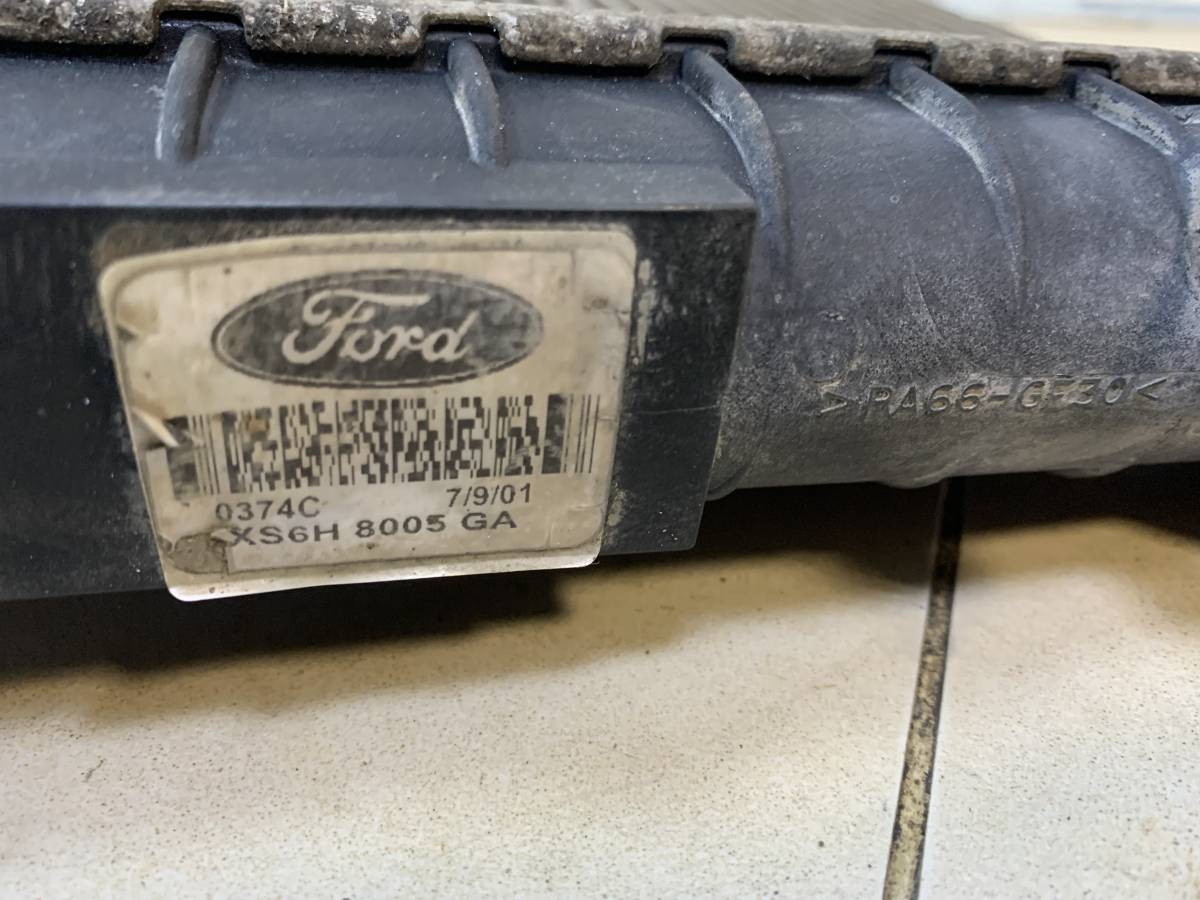 Ford
0374C 7/9/01
XS6H 8005 GA
>PA66-GF30<